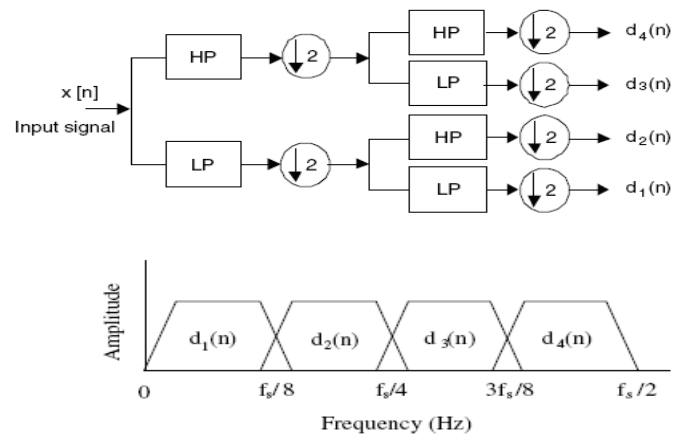 HP
2
d4(n)
HP
2
x [n]
LP
2
d3(n)
Input signal
HP
2
d2(n)
LP
2
LP
2
d1(n)
Amplitude
d1(n)
d2(n)
d3(n)
d4(n)
0
fs/8
fs/4
3fs/8
fs/2
Frequency (Hz)